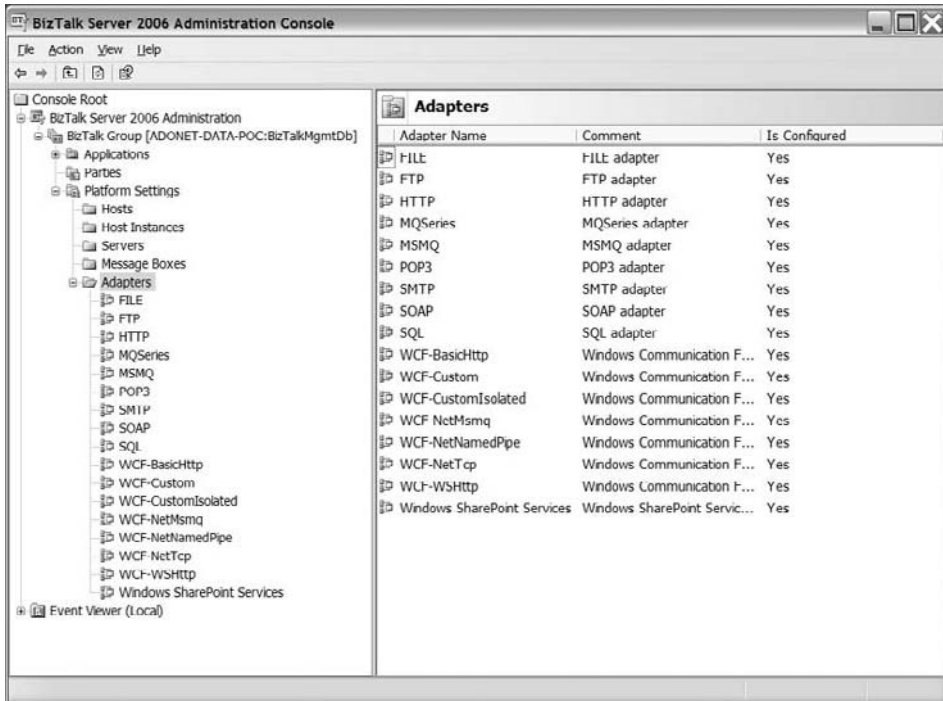 BizTalk Server 2006 Administration Console
File Action View Help
Console Root
BizTalk Server 2006 Administration
BizTalk Group [ADONET-DATA-POC:BizTalkMgmtDb]
Applications
Parties
Platform Settings
Hosts
Host Instances
Servers
Message Boxes
Adapters
FILE
FTP
HTTP
MQSeries
MSMQ
POP3
SMTP
SOAP
SQL
WCF-BasicHttp
WCF-Custom
WCF-CustomIsolated
WCF-NetMsmq
WCF-NetNamedPipe
WCF-NetTcp
WCF-WSHttp
Windows SharePoint Services
Event Viewer (Local)
Adapters
Adapter Name Comment Is Configured
FILE FILE adapter Yes
FTP FTP adapter Yes
HTTP HTTP adapter Yes
MQSeries MQSeries adapter Yes
MSMQ MSMQ adapter Yes
POP3 POP3 adapter Yes
SMTP SMTP adapter Yes
SOAP SOAP adapter Yes
SQL SQL adapter Yes
WCF-BasicHttp Windows Communication F... Yes
WCF-Custom Windows Communication F... Yes
WCF-CustomIsolated Windows Communication F... Yes
WCF-NetMsmq Windows Communication F... Yes
WCF-NetNamedPipe Windows Communication F... Yes
WCF-NetTcp Windows Communication F... Yes
WCF-WSHttp Windows Communication F... Yes
Windows SharePoint Services Windows SharePoint Servic... Yes